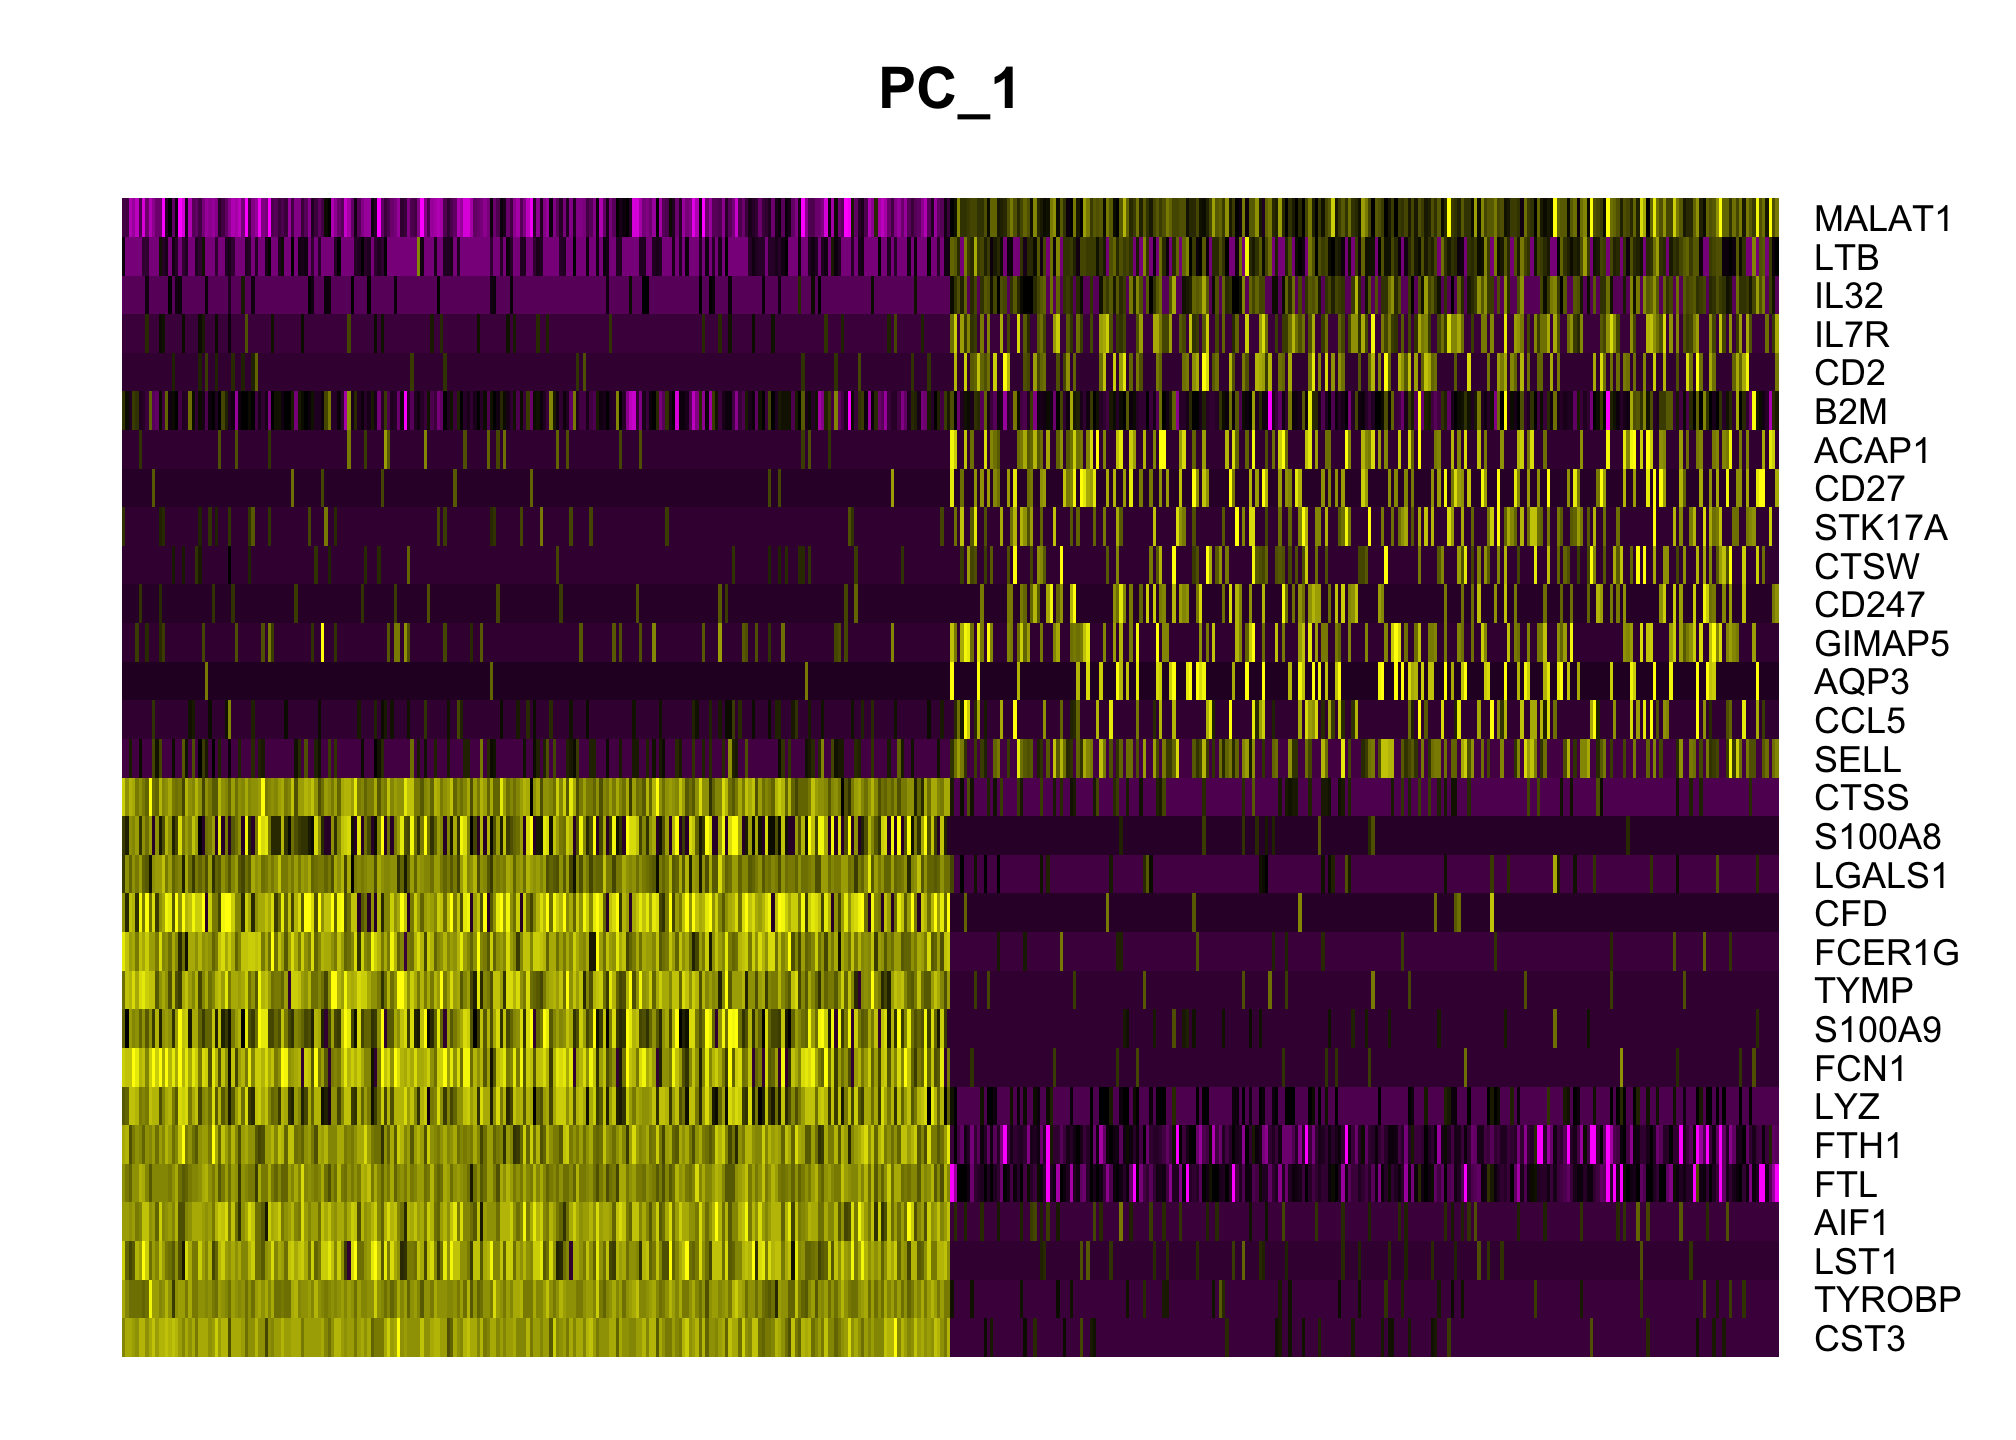 PC_1
MALAT1
LTB
IL32
IL7R
CD2
B2M
ACAP1
CD27
STK17A
CTSW
CD247
GIMAP5
AQP3
CCL5
SELL
CTSS
S100A8
LGALS1
CFD
FCER1G
TYMP
S100A9
FCN1
LYZ
FTH1
FTL
AIF1
LST1
TYROBP
CST3